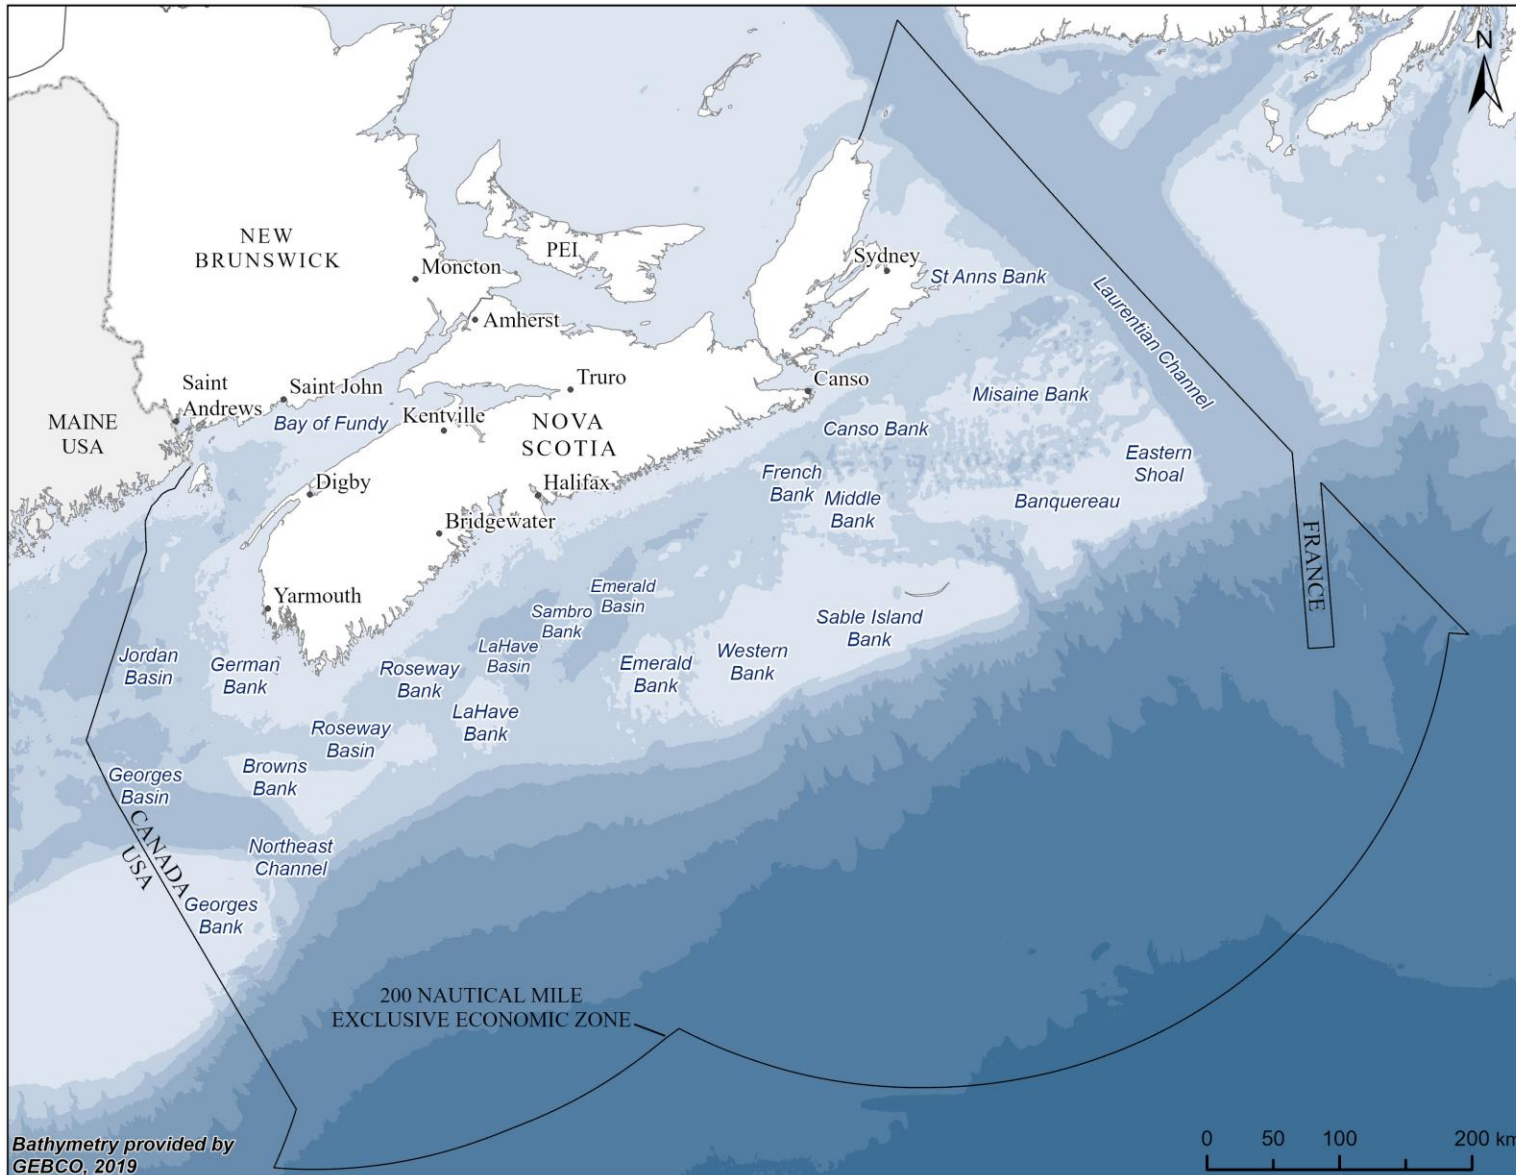 N
NEW
BRUNSWICK
Moncton
PEI
Sydney
St Anns Bank
Amherst
Laurentian Channel
Saint
Andrews
Saint John
Truro
Canso
Misaine Bank
MAINE
USA
Bay of Fundy
Kentville
NOVA
SCOTIA
Canso Bank
Eastern
Shoal
Digby
Halifax
French
Bank
Middle
Bank
Banquereau
Bridgewater
FRANCE
Yarmouth
Emerald
Basin
Sambro
Bank
Sable Island
Bank
Jordan
Basin
German
Bank
Roseway
Bank
LaHave
Basin
Emerald
Bank
Western
Bank
LaHave
Bank
Roseway
Basin
Georges
Basin
Browns
Bank
CANADA
USA
Northeast
Channel
Georges
Bank
200 NAUTICAL MILE
EXCLUSIVE ECONOMIC ZONE
Bathymetry provided by
GEBCO, 2019
0 50 100 200 km